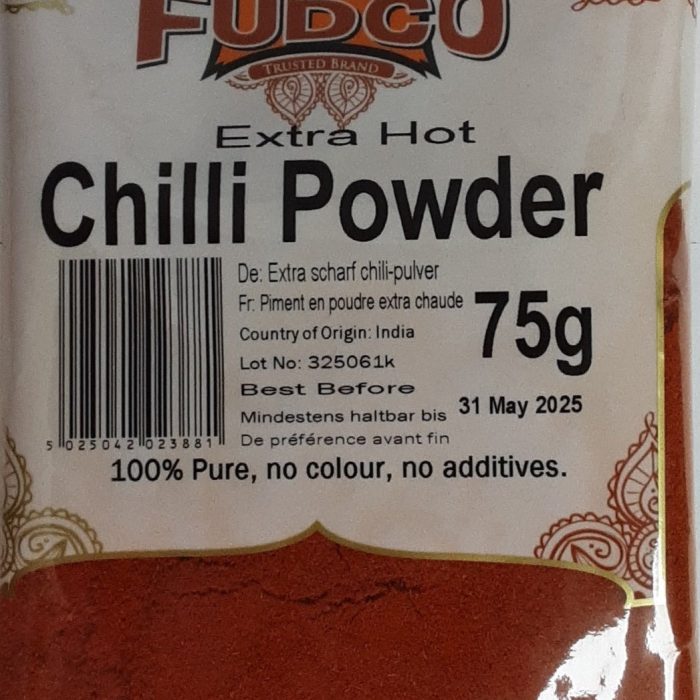 FUDCO
TRUSTED BRAND
Extra Hot
Chilli Powder
De: Extra scharf chili-pulver
Fr: Piment en poudre extra chaude
75g
Country of Origin: India
Lot No: 325061k
Best Before
Mindestens haltbar bis 31 May 2025
De préférence avant fin
5 025042 023881
100% Pure, no colour, no additives.